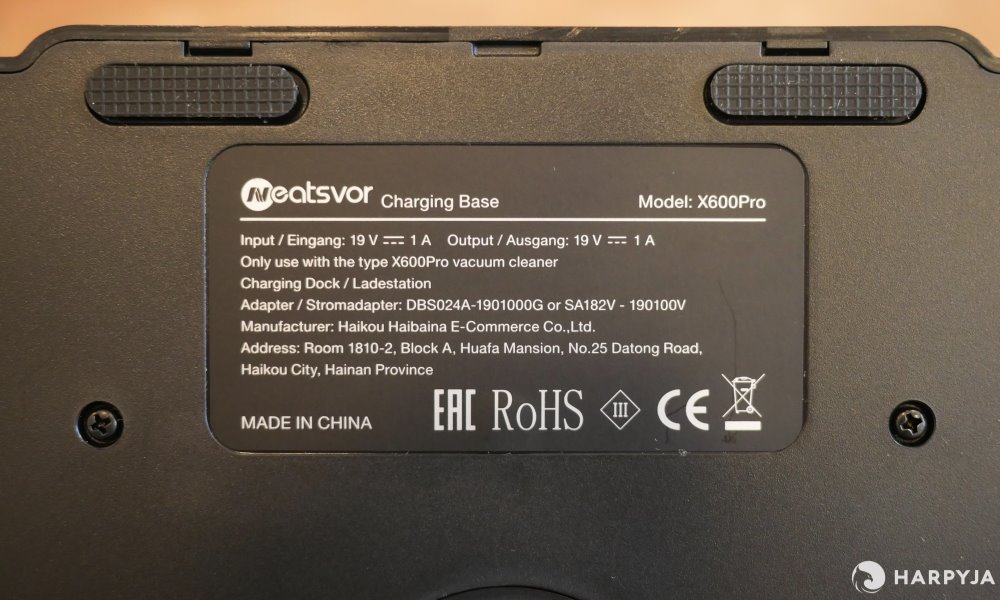 Neatsvor Charging Base Model: X600Pro
Input / Eingang: 19 V ⎓ 1 A Output / Ausgang: 19 V ⎓ 1 A
Only use with the type X600Pro vacuum cleaner
Charging Dock / Ladestation
Adapter / Stromadapter: DBS024A-1901000G or SA182V - 190100V
Manufacturer: Haikou Haibaina E-Commerce Co.,Ltd.
Address: Room 1810-2, Block A, Huafa Mansion, No.25 Datong Road,
Haikou City, Hainan Province
MADE IN CHINA EAC RoHS III CE
HARPYJA